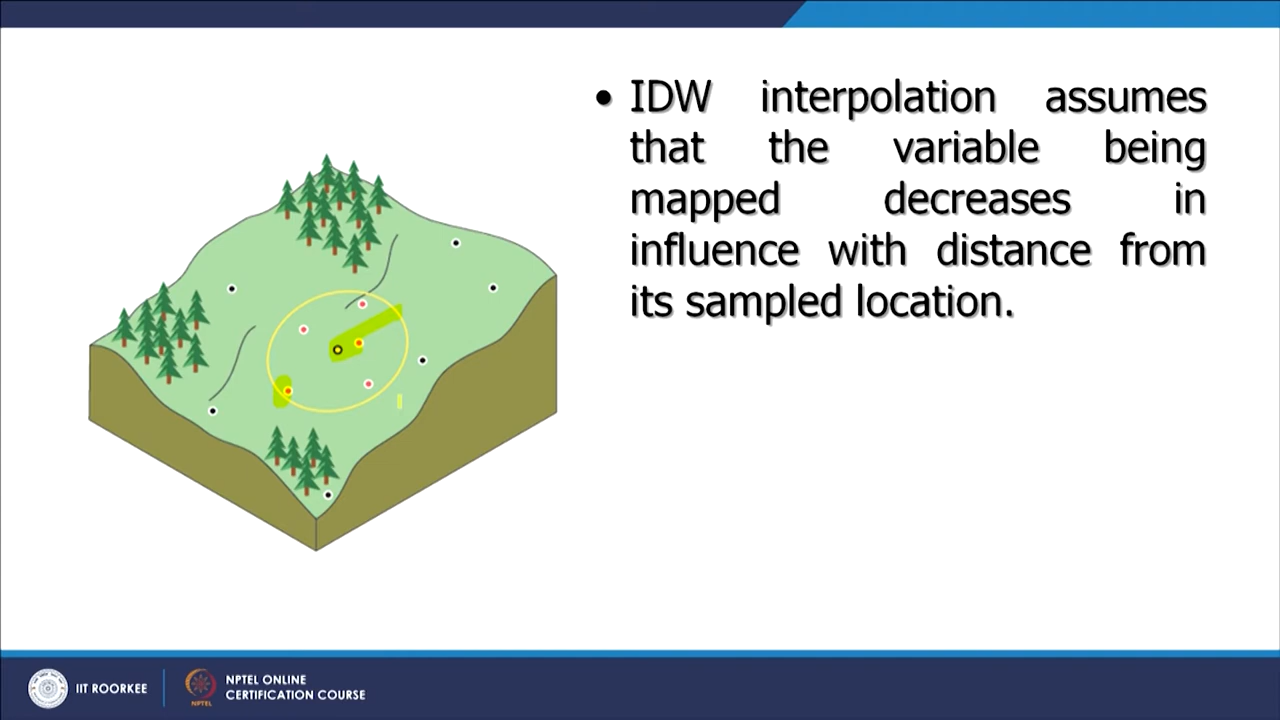 • IDW interpolation assumes
that the variable being
mapped decreases in
influence with distance from
its sampled location.
IIT ROORKEE
NPTEL
NPTEL ONLINE
CERTIFICATION COURSE